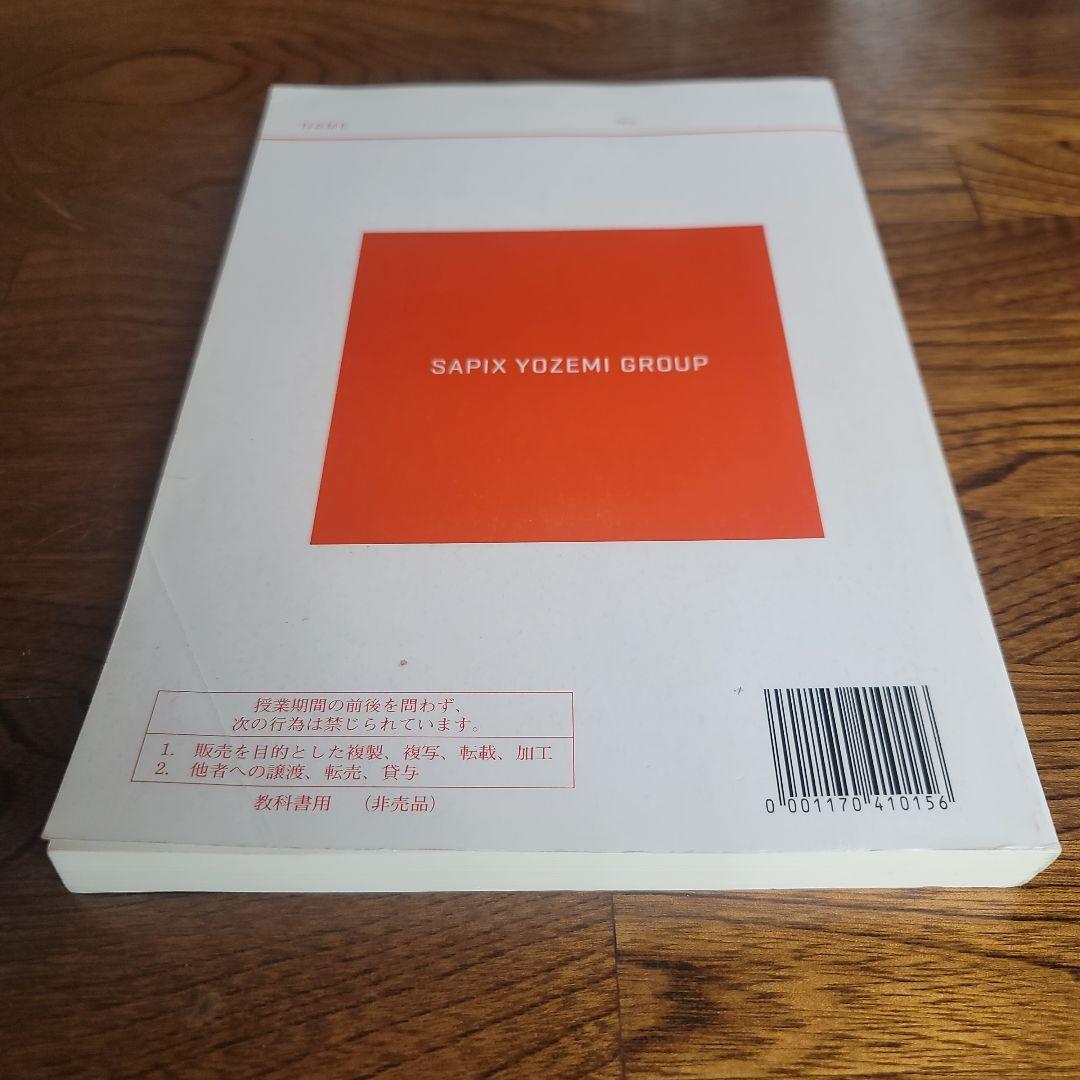 NAME
SAPIX YOZEMI GROUP
授業期間の前後を問わず、
次の行為は禁じられています。
1. 販売を目的とした複製、複写、転載、加工
2. 他者への譲渡、転売、貸与
教科書用 (非売品)
0 001170 410156